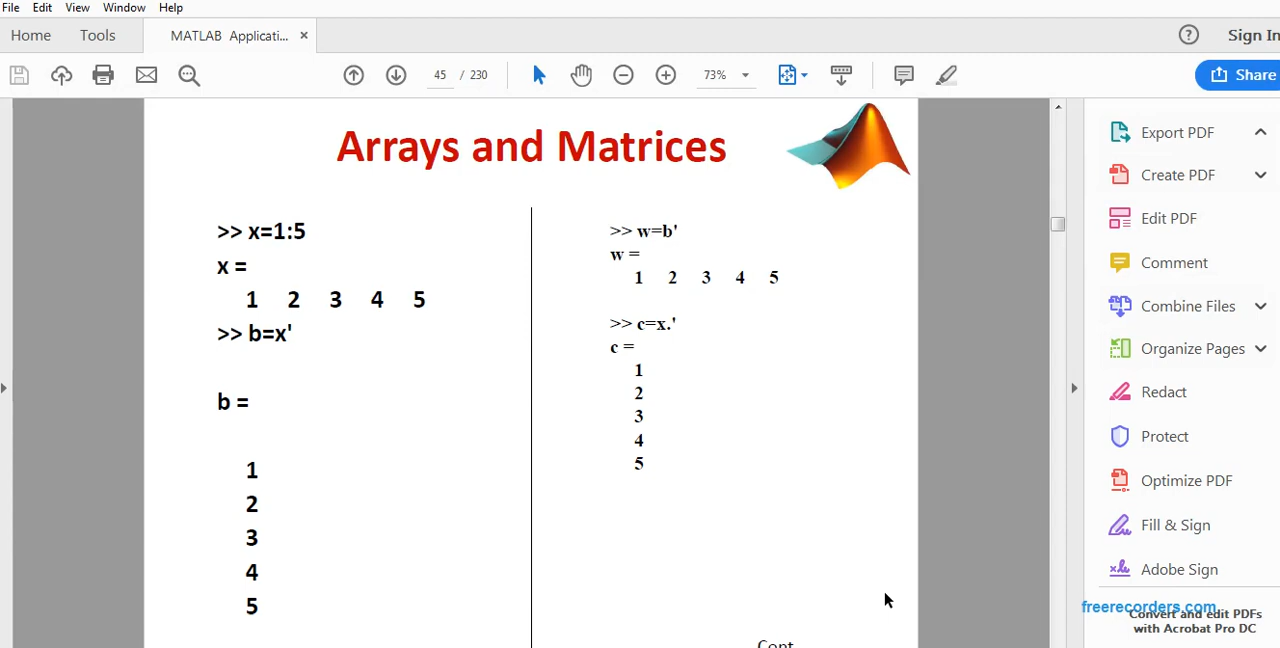 File Edit View Window Help
Home Tools MATLAB Applicati... ×
? Sign In
45 / 230 73% Share
Arrays and Matrices
>> x=1:5
x =
1 2 3 4 5
>> b=x'
b =
1
2
3
4
5
>> w=b'
w =
1 2 3 4 5
>> c=x.'
c =
1
2
3
4
5
Cont
Export PDF
Create PDF
Edit PDF
Comment
Combine Files
Organize Pages
Redact
Protect
Optimize PDF
Fill & Sign
Adobe Sign
freerecorders.com
Convert and edit PDFs
with Acrobat Pro DC